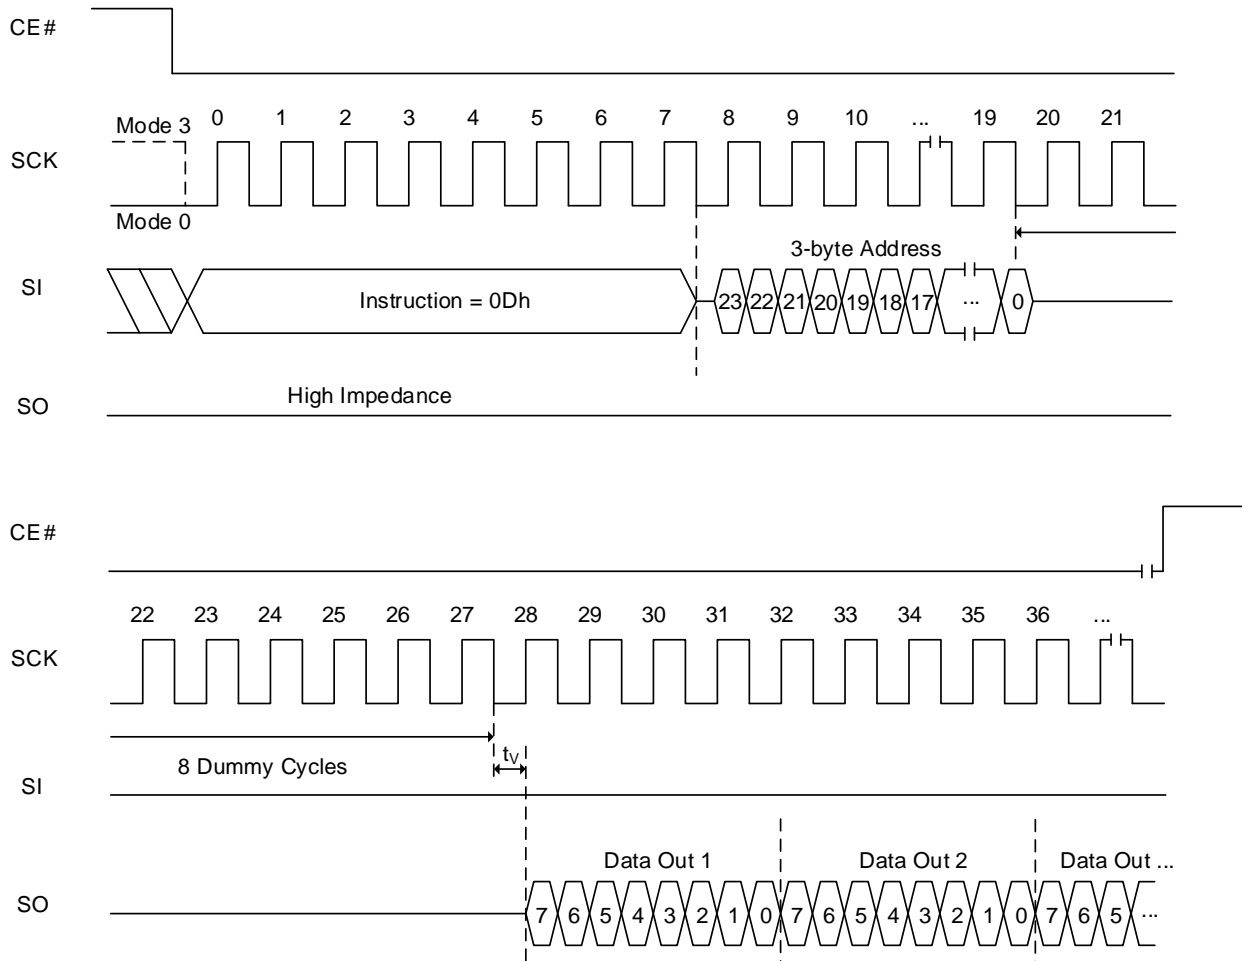 CE#
Mode 3 0 1 2 3 4 5 6 7 8 9 10 ... 19 20 21
SCK
Mode 0
3-byte Address
SI Instruction = 0Dh 23 22 21 20 19 18 17 ... 0
High Impedance
SO
CE#
22 23 24 25 26 27 28 29 30 31 32 33 34 35 36 ...
SCK
8 Dummy Cycles tV
SI
Data Out 1 Data Out 2 Data Out ...
SO 7 6 5 4 3 2 1 0 7 6 5 4 3 2 1 0 7 6 5 ...